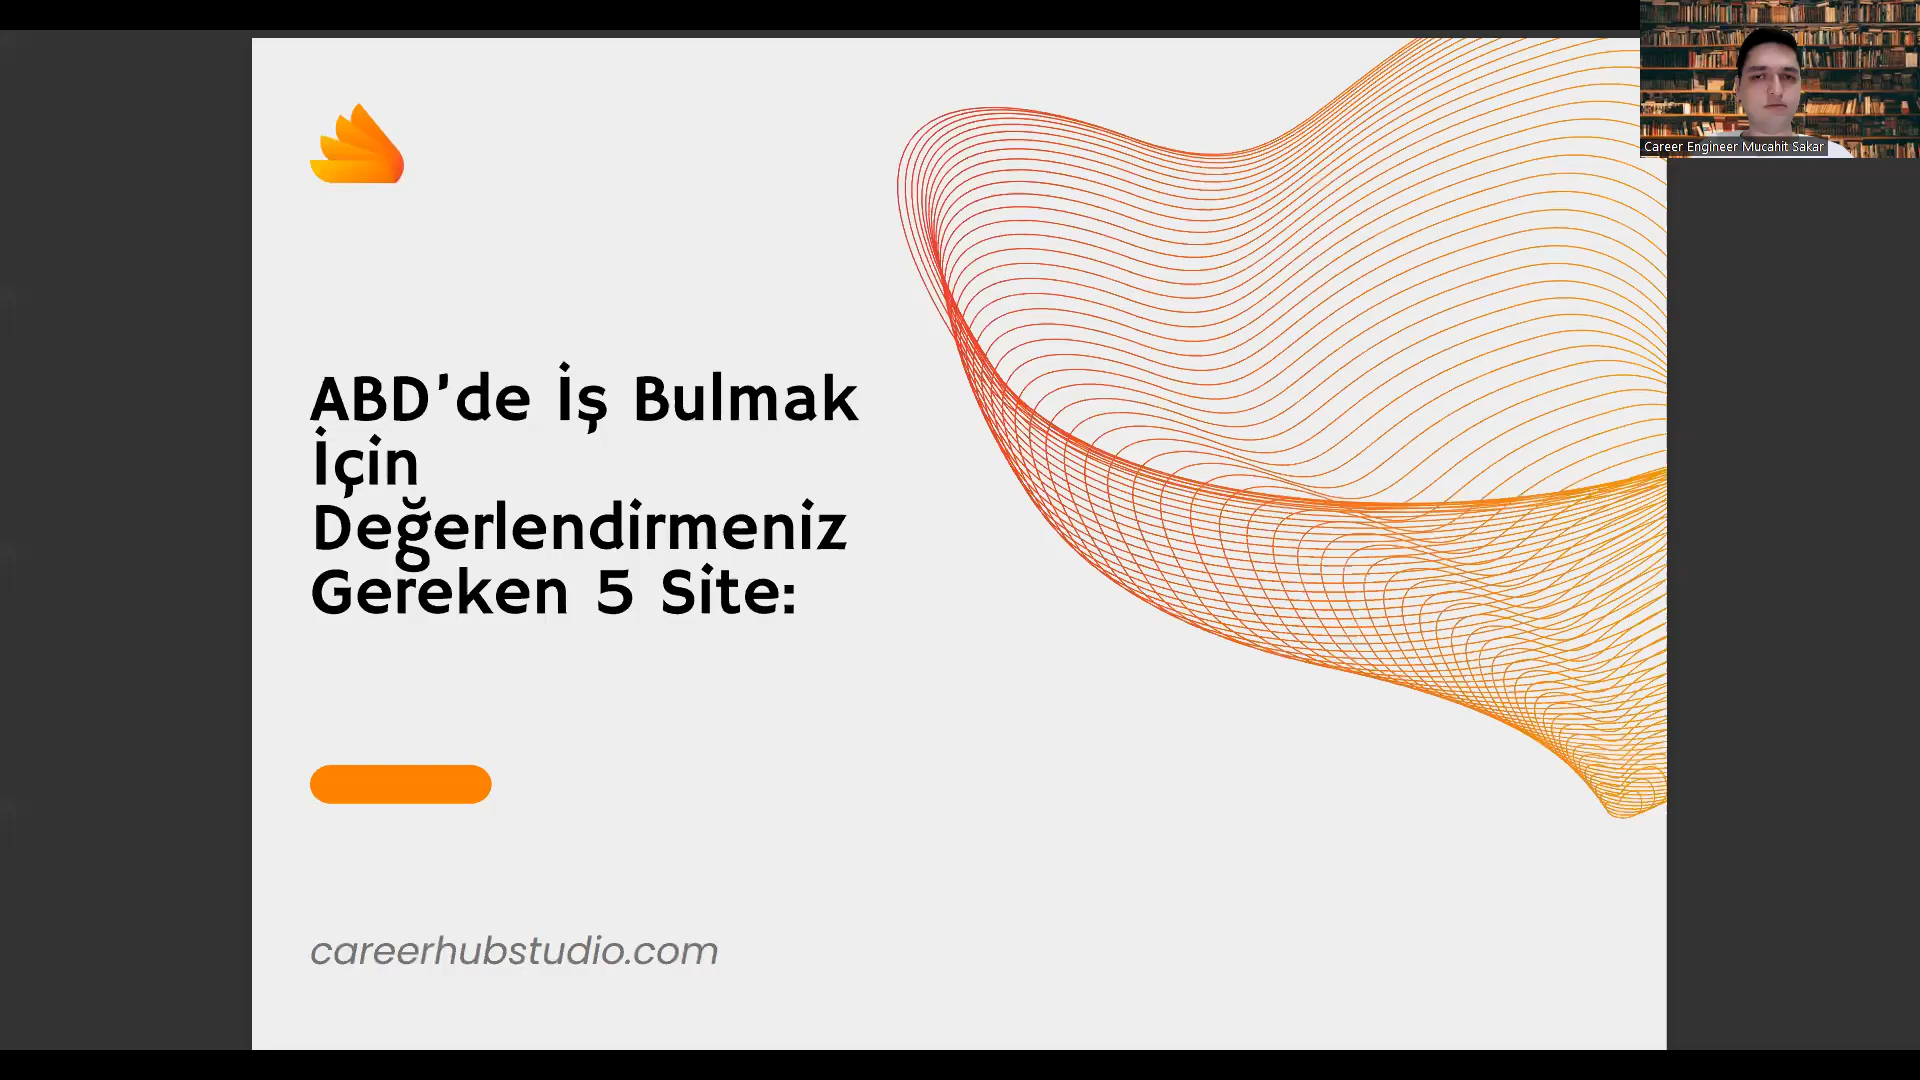 Career Engineer Mucahit Sakar
ABD'de İş Bulmak
İçin
Değerlendirmeniz
Gereken 5 Site:
careerhubstudio.com